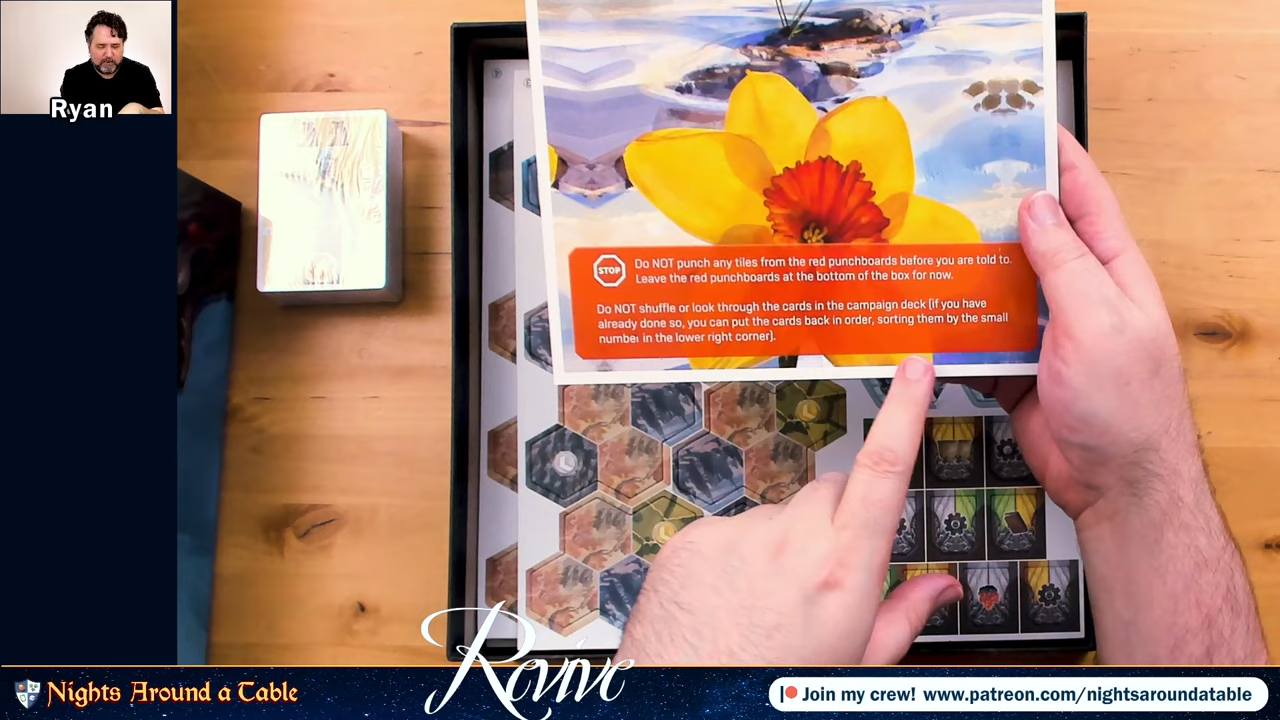 Ryan
STOP
Do NOT punch any tiles from the red punchboards before you are told to.
Leave the red punchboards at the bottom of the box for now.
Do NOT shuffle or look through the cards in the campaign deck (if you have
already done so, you can put the cards back in order, sorting them by the small
number in the lower right corner).
Revive
Nights Around a Table
Join my crew! www.patreon.com/nightsaroundatable